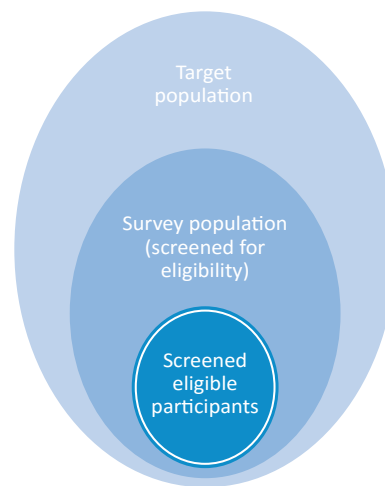 Target
population
Survey population
(screened for
eligibility)
Screened
eligible
participants